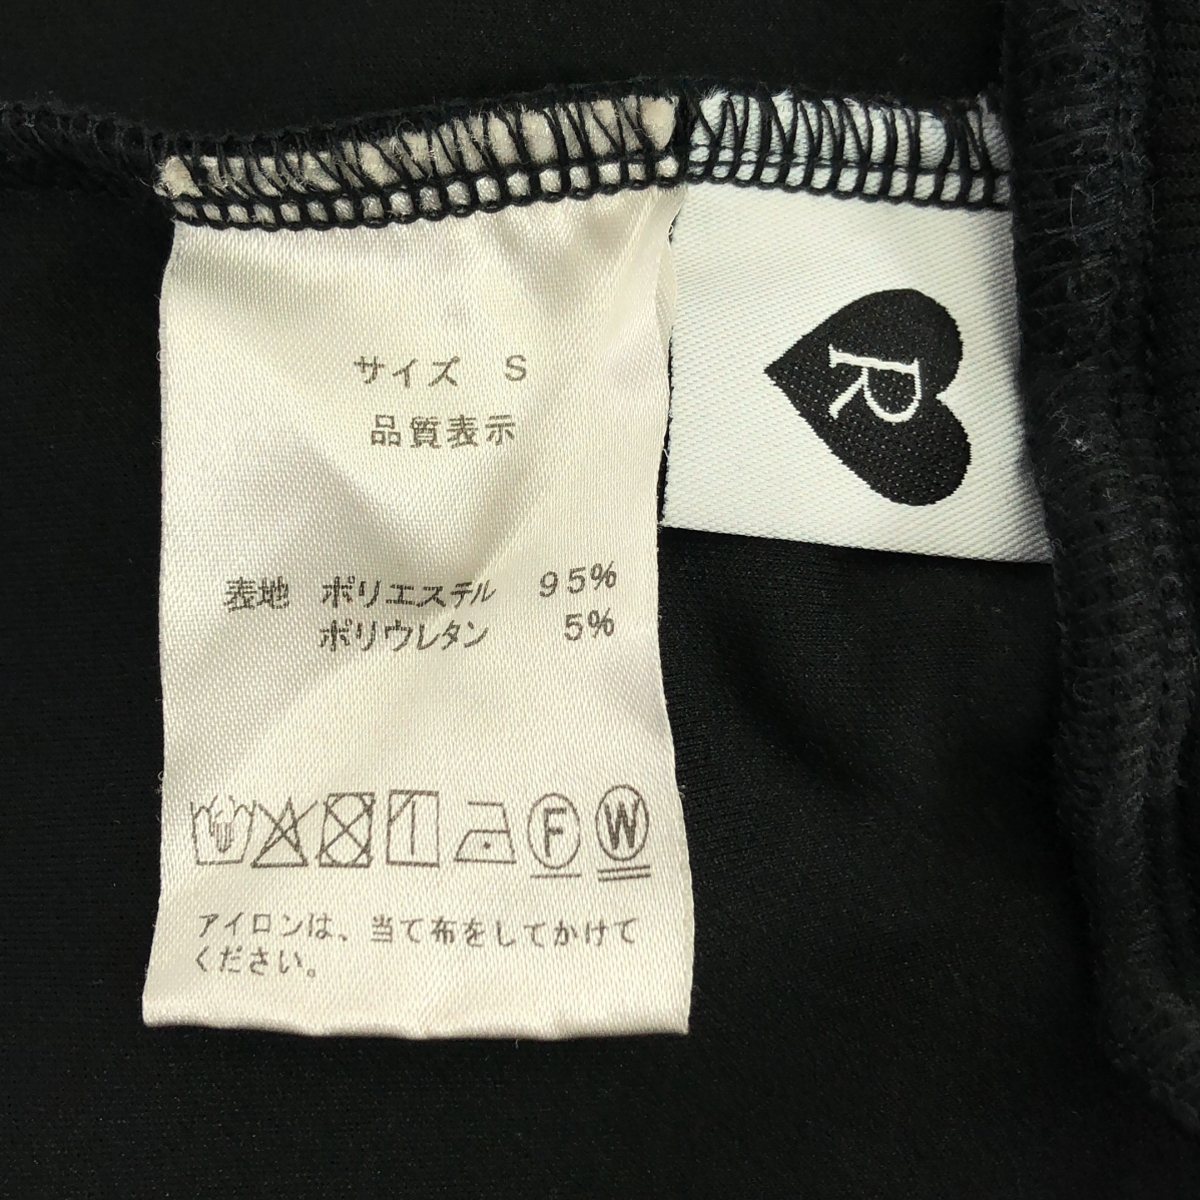 サイズ S
品質表示
表地 ポリエステル 95%
ポリウレタン 5%
F W
アイロンは、当て布をしてかけて
ください。
R